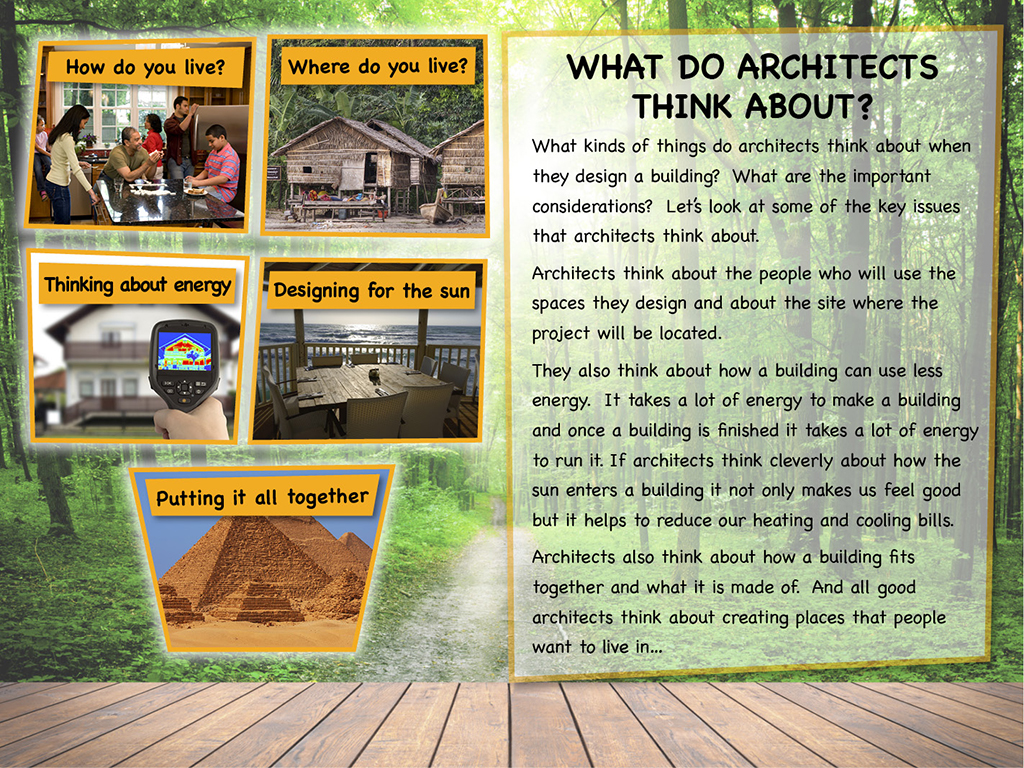 How do you live?
Where do you live?
Thinking about energy
Designing for the sun
Putting it all together
WHAT DO ARCHITECTS
THINK ABOUT?
What kinds of things do architects think about when
they design a building? What are the important
considerations? Let's look at some of the key issues
that architects think about.
Architects think about the people who will use the
spaces they design and about the site where the
project will be located.
They also think about how a building can use less
energy. It takes a lot of energy to make a building
and once a building is finished it takes a lot of energy
to run it. If architects think cleverly about how the
sun enters a building it not only makes us feel good
but it helps to reduce our heating and cooling bills.
Architects also think about how a building fits
together and what it is made of. And all good
architects think about creating places that people
want to live in...